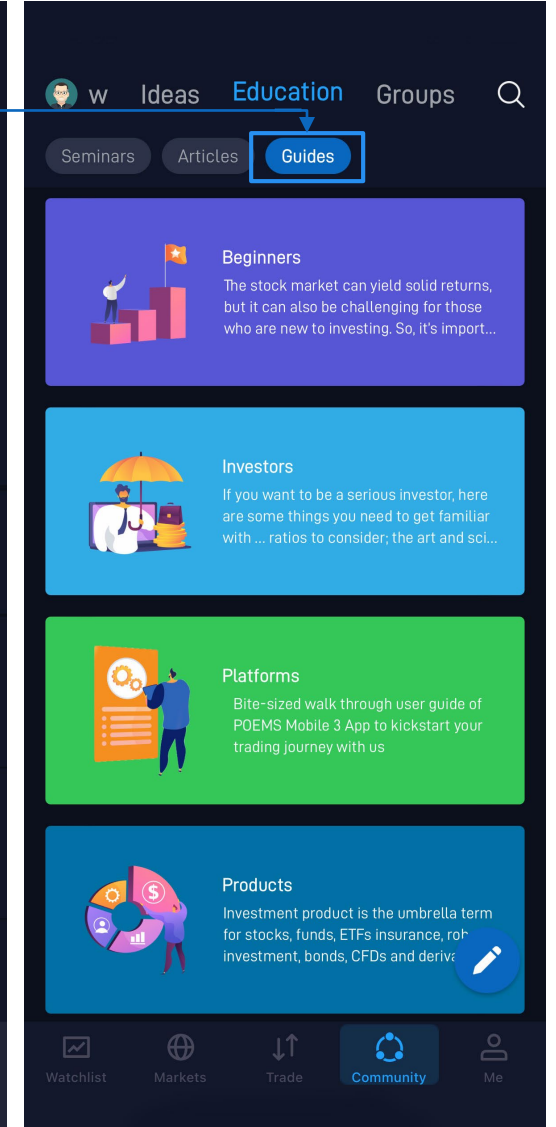 w Ideas Education Groups
Seminars Articles Guides
Beginners
The stock market can yield solid returns,
but it can also be challenging for those
who are new to investing. So, it's import...
Investors
If you want to be a serious investor, here
are some things you need to get familiar
with ... ratios to consider; the art and sci...
Platforms
Bite-sized walk through user guide of
POEMS Mobile 3 App to kickstart your
trading journey with us
Products
Investment product is the umbrella term
for stocks, funds, ETFs insurance,
investment, bonds, CFDs and
Watchlist Markets Trade Community Me